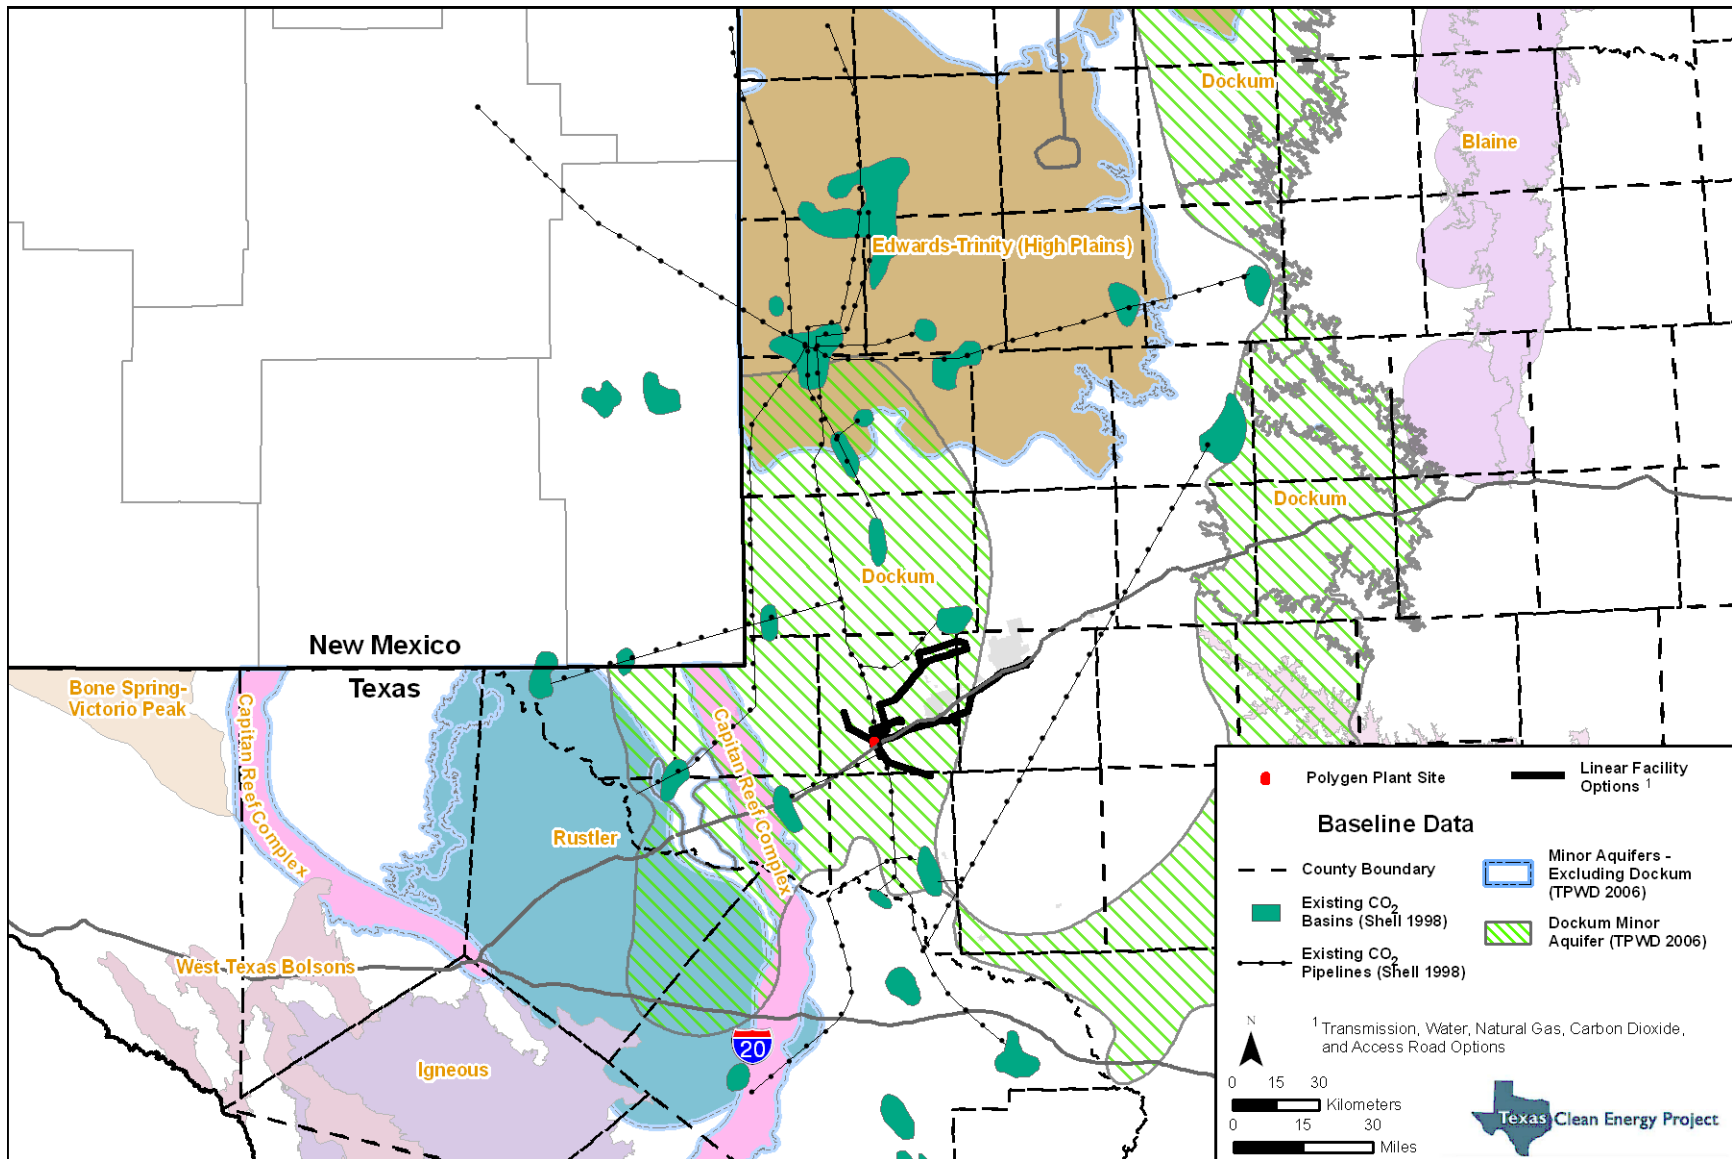 Dockum
Blaine
Edwards-Trinity (High Plains)
Dockum
Dockum
New Mexico
Texas
Bone Spring-
Victorio Peak
Capitan Reef Complex
Capitan Reef Complex
Rustler
West Texas Bolsons
Igneous
20
Polygen Plant Site
Linear Facility
Options 1
Baseline Data
County Boundary
Existing CO2
Basins (Shell 1998)
Existing CO2
Pipelines (Shell 1998)
Minor Aquifers -
Excluding Dockum
(TPWD 2006)
Dockum Minor
Aquifer (TPWD 2006)
1 Transmission, Water, Natural Gas, Carbon Dioxide,
and Access Road Options
N
0 15 30
Kilometers
0 15 30
Miles
Texas Clean Energy Project